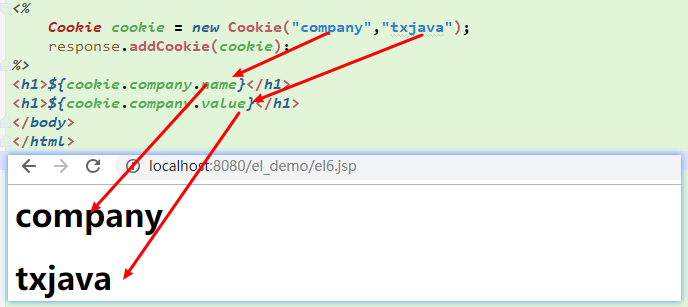 <%
Cookie cookie = new Cookie("company","txjava");
response.addCookie(cookie);
%>
<h1>${cookie.company.name}</h1>
<h1>${cookie.company.value}</h1>
</body>
</html>
localhost:8080/el_demo/el6.jsp
company
txjava